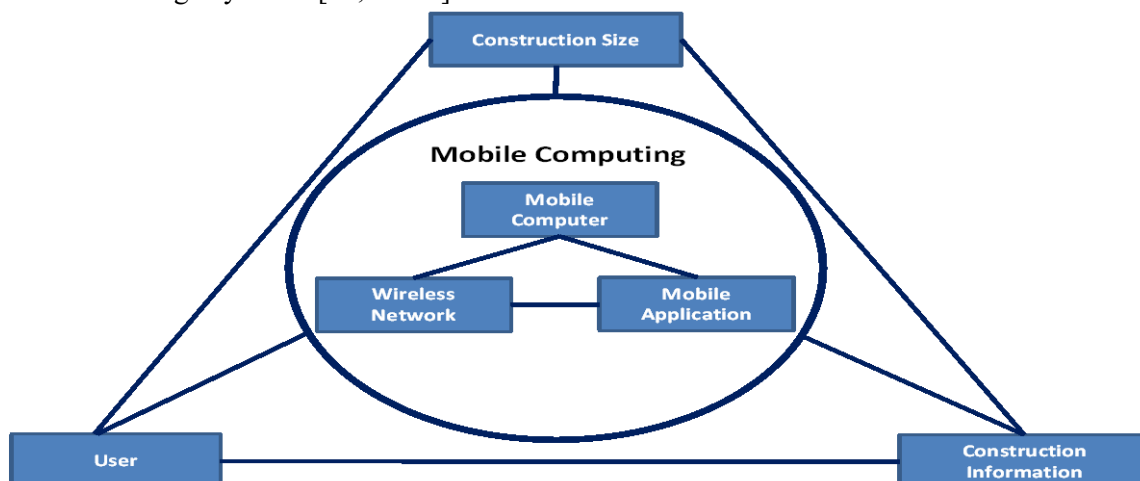 Construction Size
Mobile Computing
Mobile
Computer
Wireless
Network
Mobile
Application
User
Construction
Information